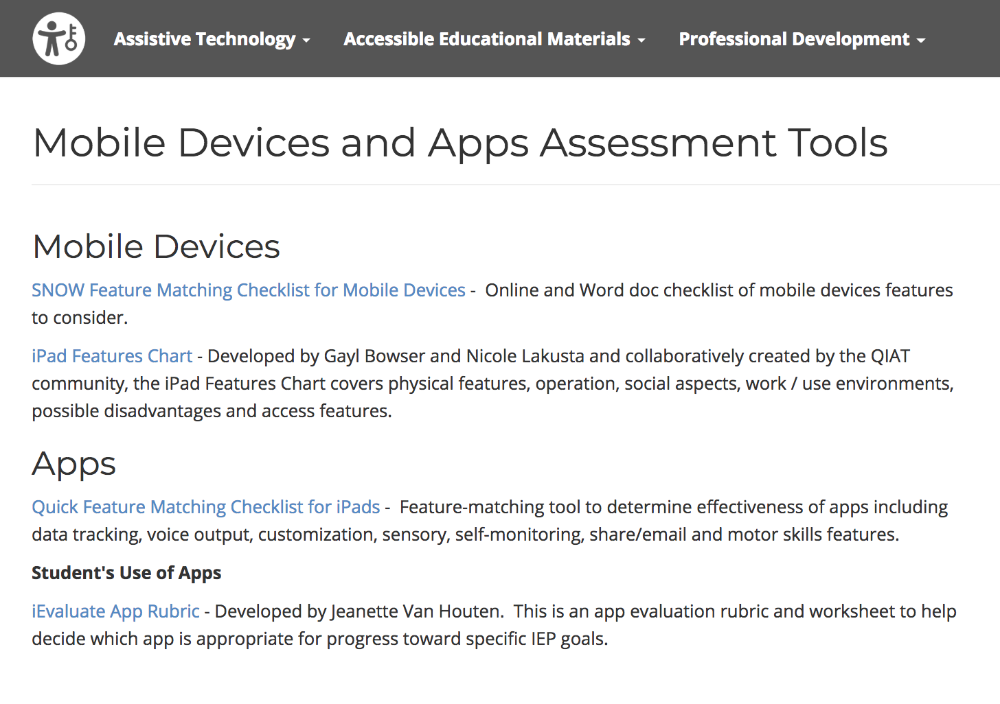 Assistive Technology Accessible Educational Materials Professional Development
Mobile Devices and Apps Assessment Tools
Mobile Devices
SNOW Feature Matching Checklist for Mobile Devices - Online and Word doc checklist of mobile devices features
to consider.
iPad Features Chart - Developed by Gayl Bowser and Nicole Lakusta and collaboratively created by the QIAT
community, the iPad Features Chart covers physical features, operation, social aspects, work / use environments,
possible disadvantages and access features.
Apps
Quick Feature Matching Checklist for iPads - Feature-matching tool to determine effectiveness of apps including
data tracking, voice output, customization, sensory, self-monitoring, share/email and motor skills features.
Student's Use of Apps
iEvaluate App Rubric - Developed by Jeanette Van Houten. This is an app evaluation rubric and worksheet to help
decide which app is appropriate for progress toward specific IEP goals.